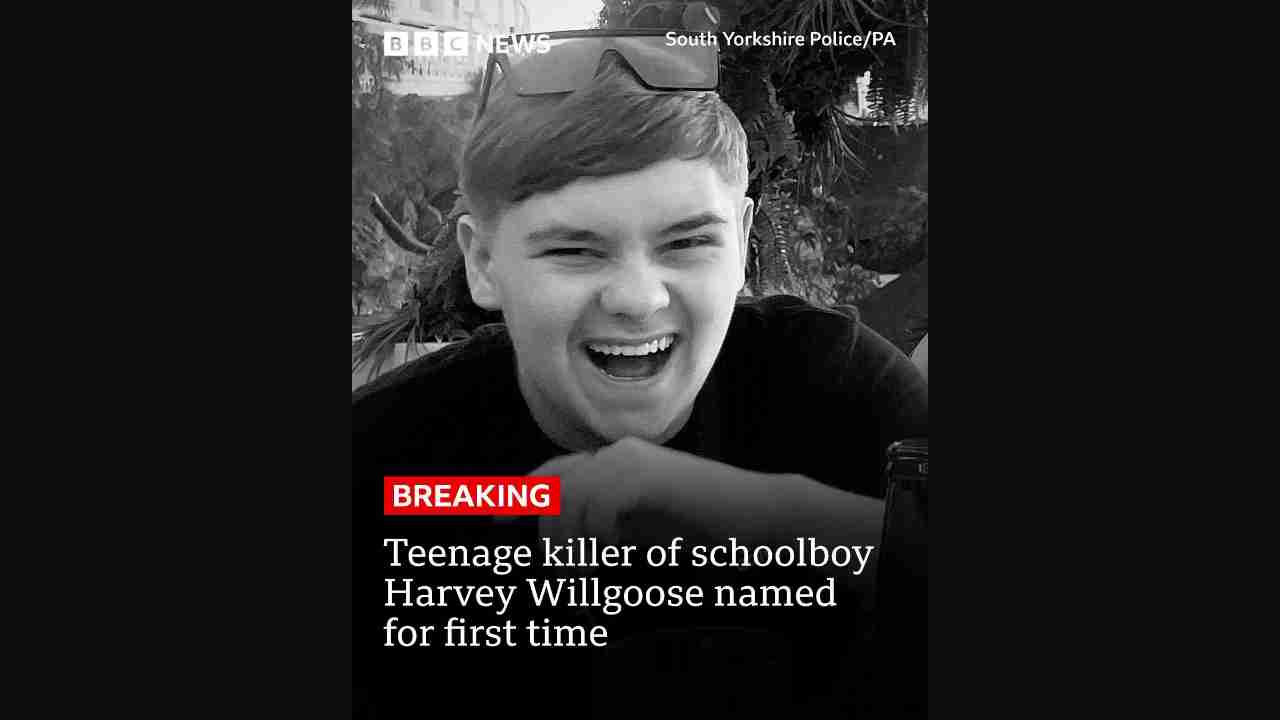 BBC NEWS
South Yorkshire Police/PA
BREAKING
Teenage killer of schoolboy
Harvey Willgoose named
for first time